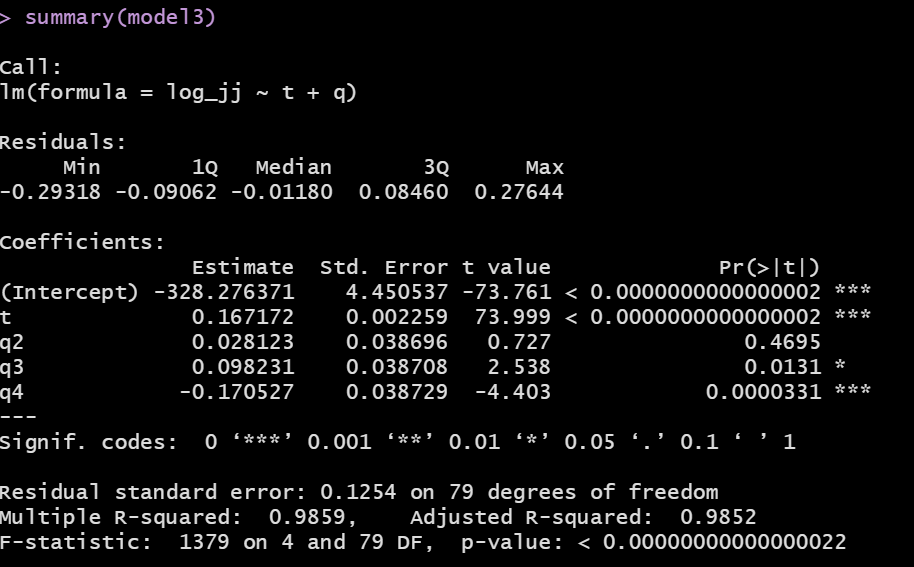 > summary(model3)

Call:
lm(formula = log_jj ~ t + q)

Residuals:
     Min       1Q   Median       3Q      Max
-0.29318 -0.09062 -0.01180  0.08460  0.27644

Coefficients:
               Estimate  Std. Error t value             Pr(>|t|)
(Intercept) -328.276371    4.450537 -73.761 < 0.0000000000000002 ***
t              0.167172    0.002259  73.999 < 0.0000000000000002 ***
q2             0.028123    0.038696   0.727               0.4695
q3             0.098231    0.038708   2.538               0.0131 *
q4            -0.170527    0.038729  -4.403            0.0000331 ***
---
Signif. codes:  0 ‘***’ 0.001 ‘**’ 0.01 ‘*’ 0.05 ‘.’ 0.1 ‘ ’ 1

Residual standard error: 0.1254 on 79 degrees of freedom
Multiple R-squared:  0.9859,    Adjusted R-squared:  0.9852
F-statistic:  1379 on 4 and 79 DF,  p-value: < 0.00000000000000022